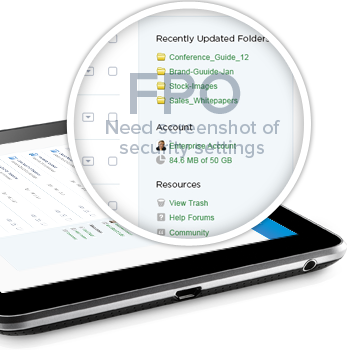 Recently Updated Folders
Conference_Guide_12
Brand-Guuide-Jan
Stock-Images
Sales_Whitepapers
FPO
Need screenshot of
security settings
Account
Enterprise Account
84.6 MB of 50 GB
Resources
View Trash
Help Forums
Community